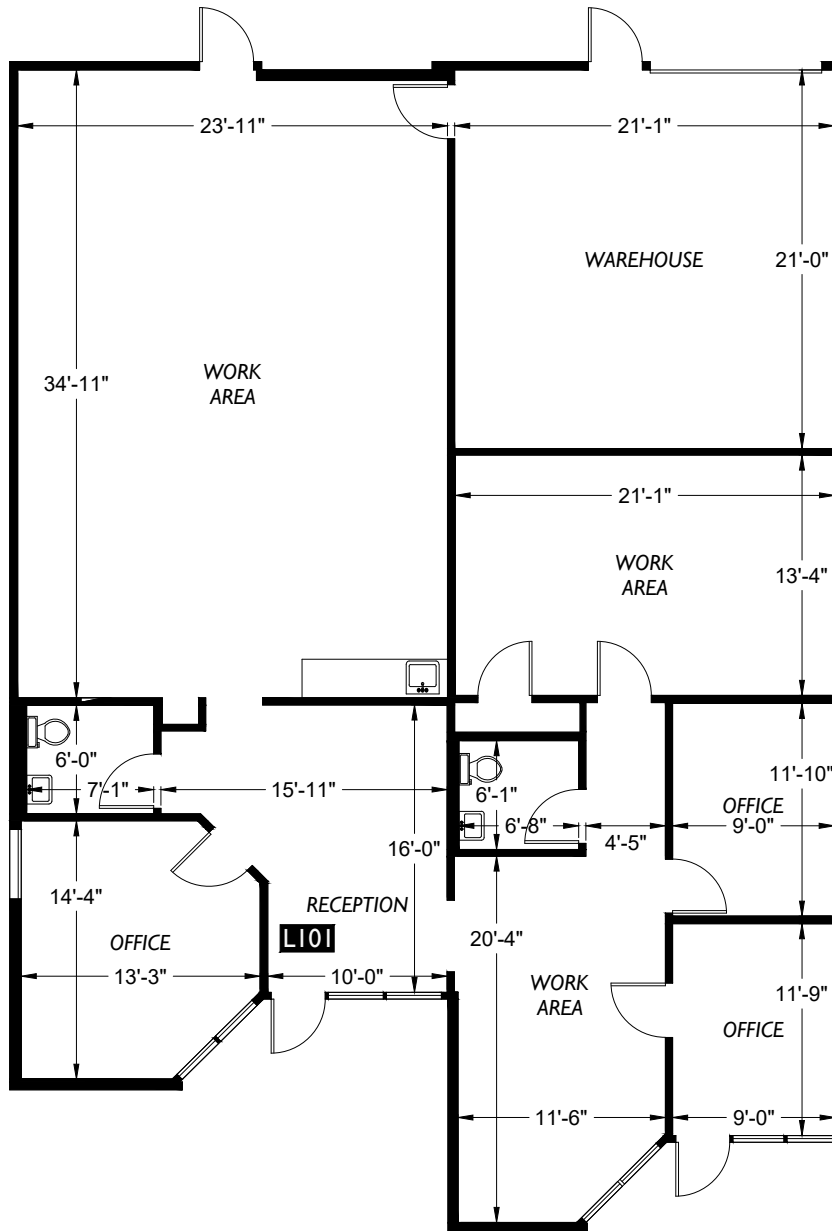 23'-11"
21'-1"
WAREHOUSE
21'-0"
34'-11"
WORK
AREA
21'-1"
WORK
AREA
13'-4"
6'-0"
7'-1"
15'-11"
6'-1"
6'-8"
4'-5"
11'-10"
OFFICE
9'-0"
16'-0"
14'-4"
RECEPTION
L101
OFFICE
13'-3"
10'-0"
20'-4"
WORK
AREA
11'-9"
OFFICE
11'-6"
9'-0"